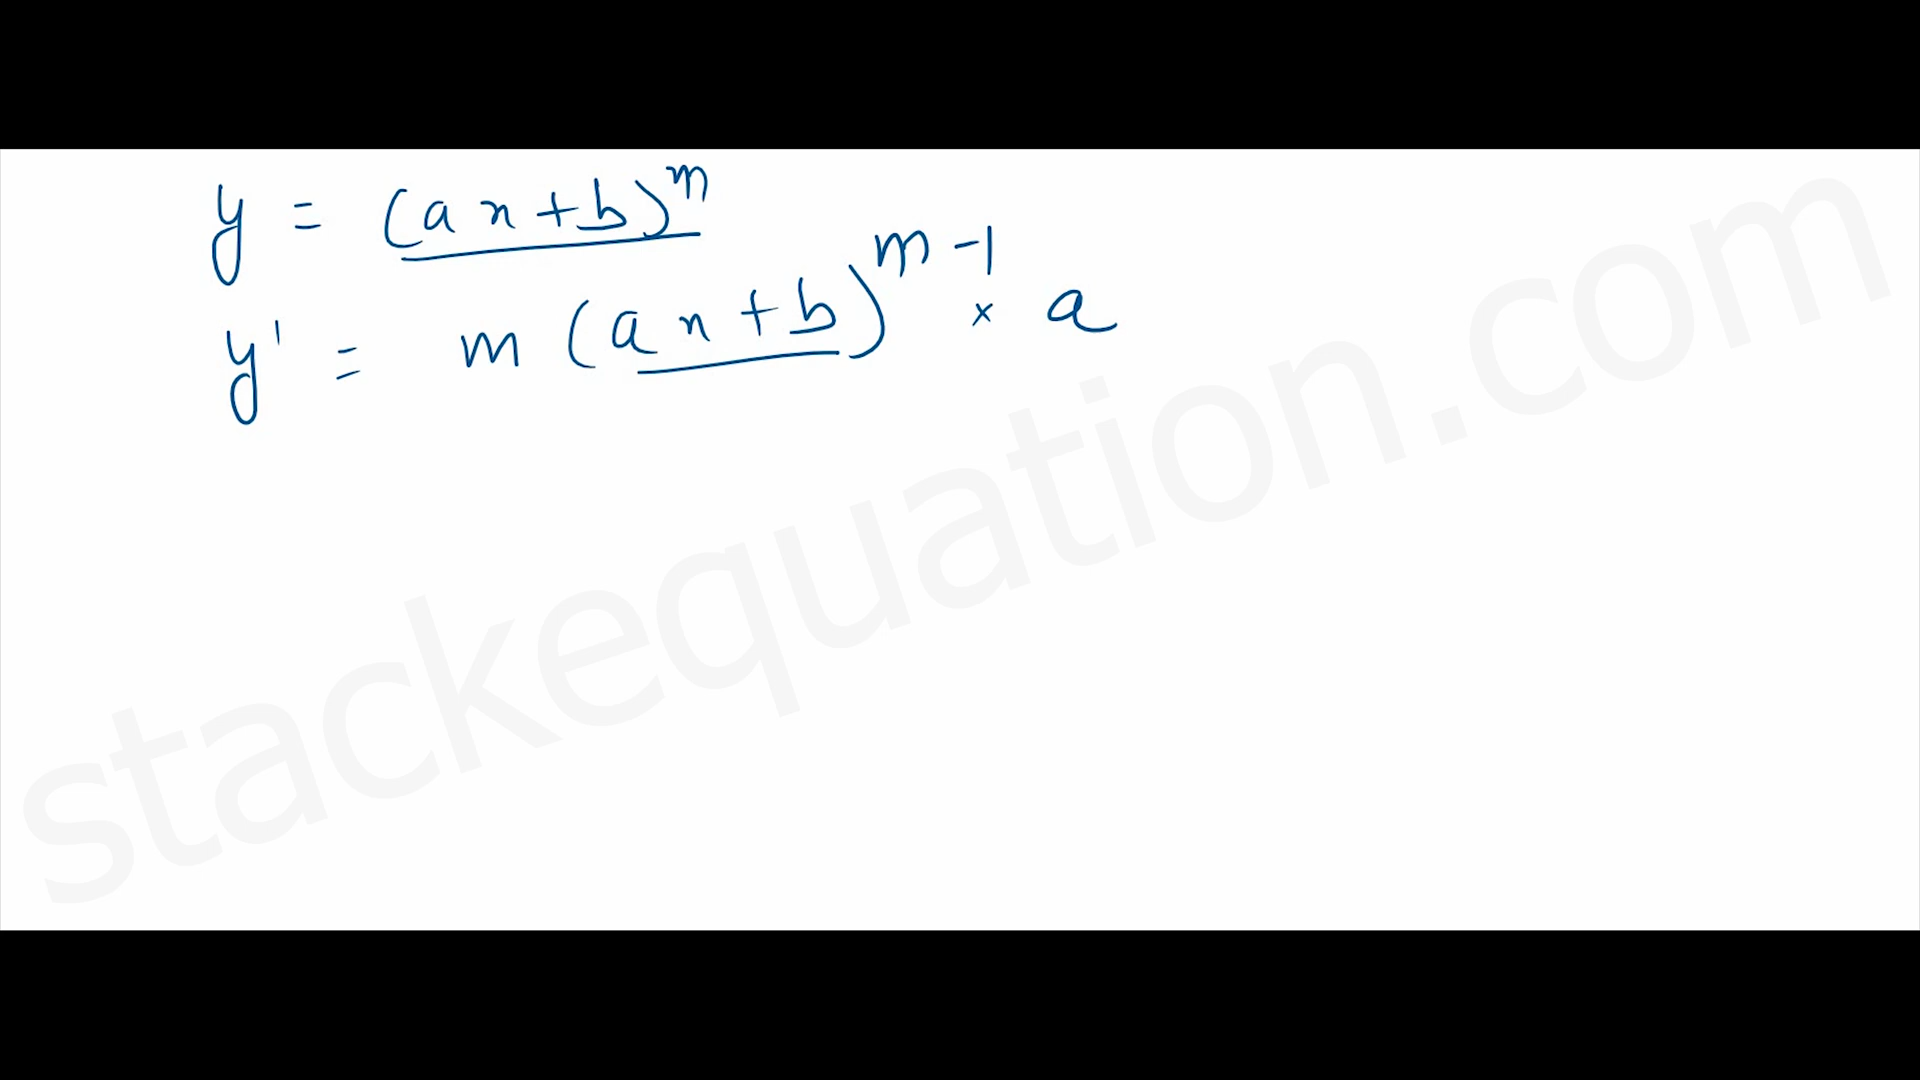 y = (ax+b)^m
y' = m (ax+b)^{m-1} × a
stackequation.com